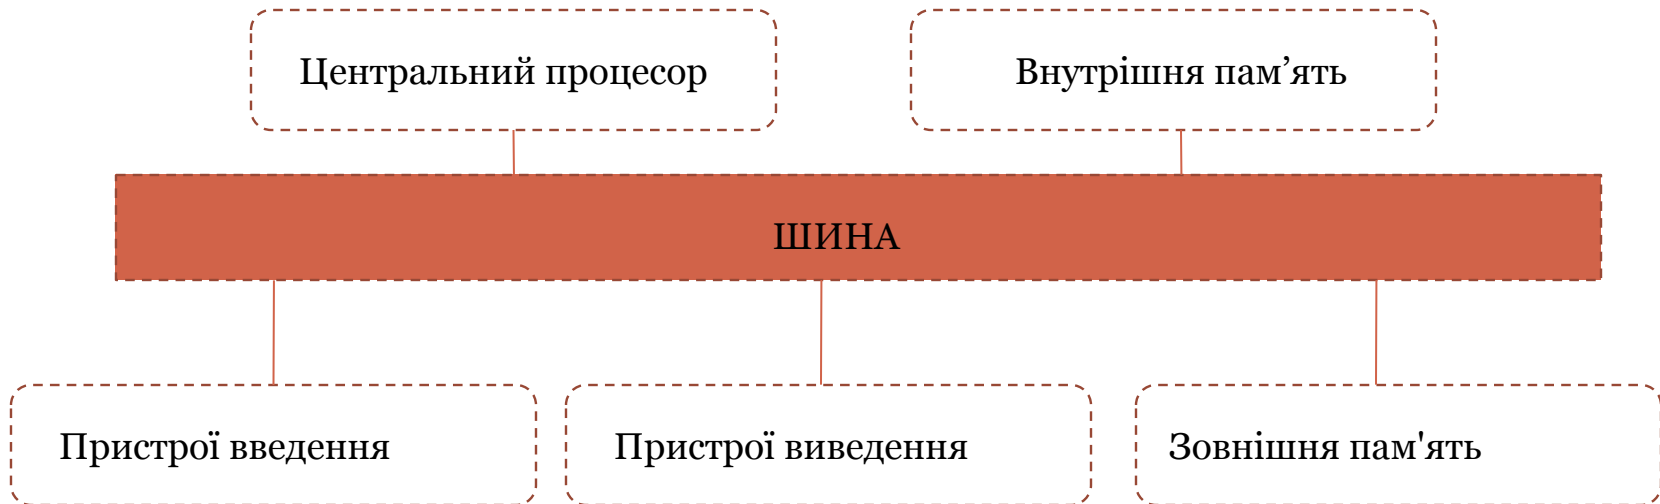 Центральний процесор
Внутрішня пам’ять
ШИНА
Пристрої введення
Пристрої виведення
Зовнішня пам'ять